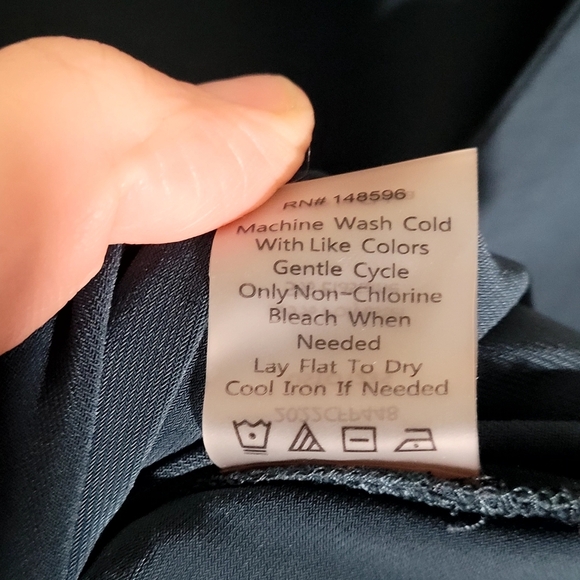 RN# 148596
Machine Wash Cold
With Like Colors
Gentle Cycle
Only Non-Chlorine
Bleach When
Needed
Lay Flat To Dry
Cool Iron If Needed
2022CFP448